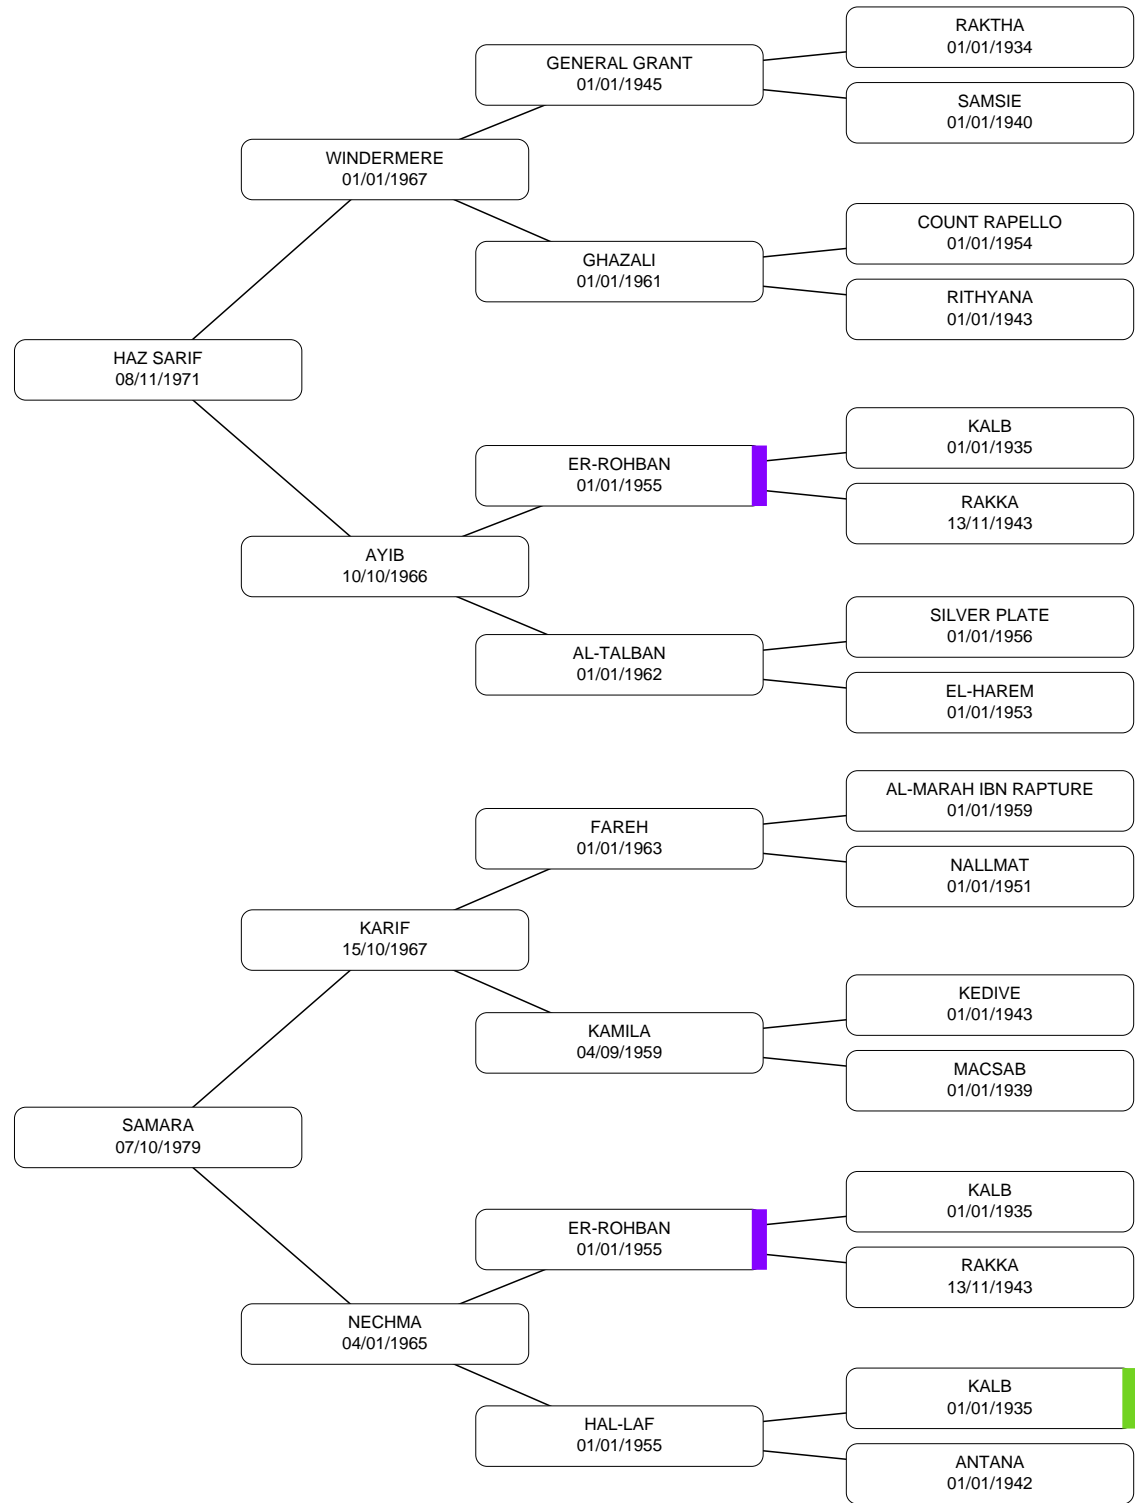 RAKTHA
01/01/1934
GENERAL GRANT
01/01/1945
SAMSIE
01/01/1940
WINDERMERE
01/01/1967
COUNT RAPELLO
01/01/1954
GHAZALI
01/01/1961
RITHYANA
01/01/1943
HAZ SARIF
08/11/1971
KALB
01/01/1935
ER-ROHBAN
01/01/1955
RAKKA
13/11/1943
AYIB
10/10/1966
SILVER PLATE
01/01/1956
AL-TALBAN
01/01/1962
EL-HAREM
01/01/1953
AL-MARAH IBN RAPTURE
01/01/1959
FAREH
01/01/1963
NALLMAT
01/01/1951
KARIF
15/10/1967
KEDIVE
01/01/1943
KAMILA
04/09/1959
MACSAB
01/01/1939
SAMARA
07/10/1979
KALB
01/01/1935
ER-ROHBAN
01/01/1955
RAKKA
13/11/1943
NECHMA
04/01/1965
KALB
01/01/1935
HAL-LAF
01/01/1955
ANTANA
01/01/1942